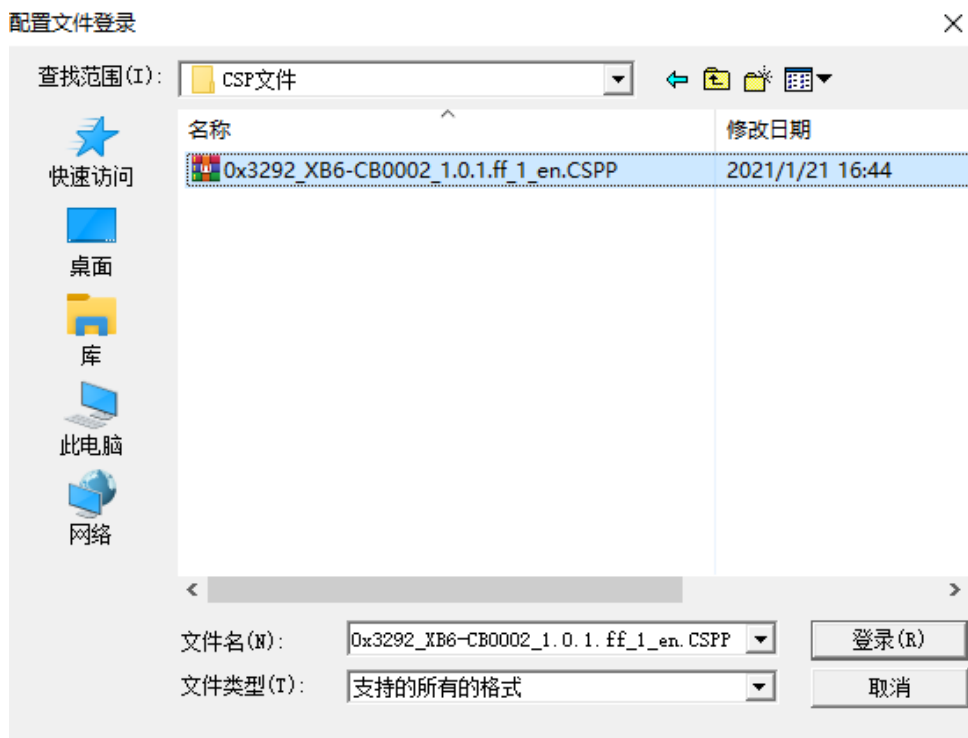 配置文件登录
查找范围(I):
CSP文件
名称
修改日期
0x3292_XB6-CB0002_1.0.1.ff_1_en.CSPP
2021/1/21 16:44
快速访问
桌面
库
此电脑
网络
文件名(N):
0x3292_XB6-CB0002_1.0.1.ff_1_en.CSPP
登录(R)
文件类型(T):
支持的所有的格式
取消